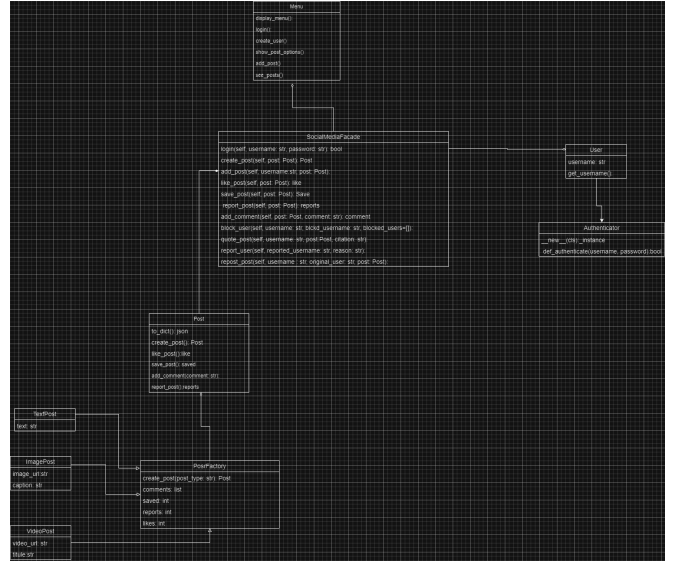 Menu
display_menu()
login()
create_user()
show_post_options()
add_post()
see_posts()
SocialMediaFacade
login(self, username: str, password: str): bool
create_post(self, post: Post): Post
add_post(self, username:str, post: Post):
like_post(self, post: Post): like
save_post(self, post: Post): Save
report_post(self, post: Post): reports
add_comment(self, post: Post, comment: str): comment
block_user(self, username: str, bickd_username: str, blocked_users=[]):
quote_post(self, username: str, post:Post, citation: str):
report_user(self, reported_username: str, reason: str):
repost_post(self, username : str, original_user: str, post: Post):
User
username: str
get_username()
Authenticator
__new__(cls):_instance
def_authenticate(username, password):bool
Post
to_dict(): json
create_post(): Post
like_post():like
save_post(): saved
add_comment(comment: str):
report_post():reports
TextPost
text: str
ImagePost
image_url:str
caption: str
PostFactory
create_post(post_type: str): Post
comments: list
saved: int
reports: int
likes: int
VideoPost
video_url: str
titule:str